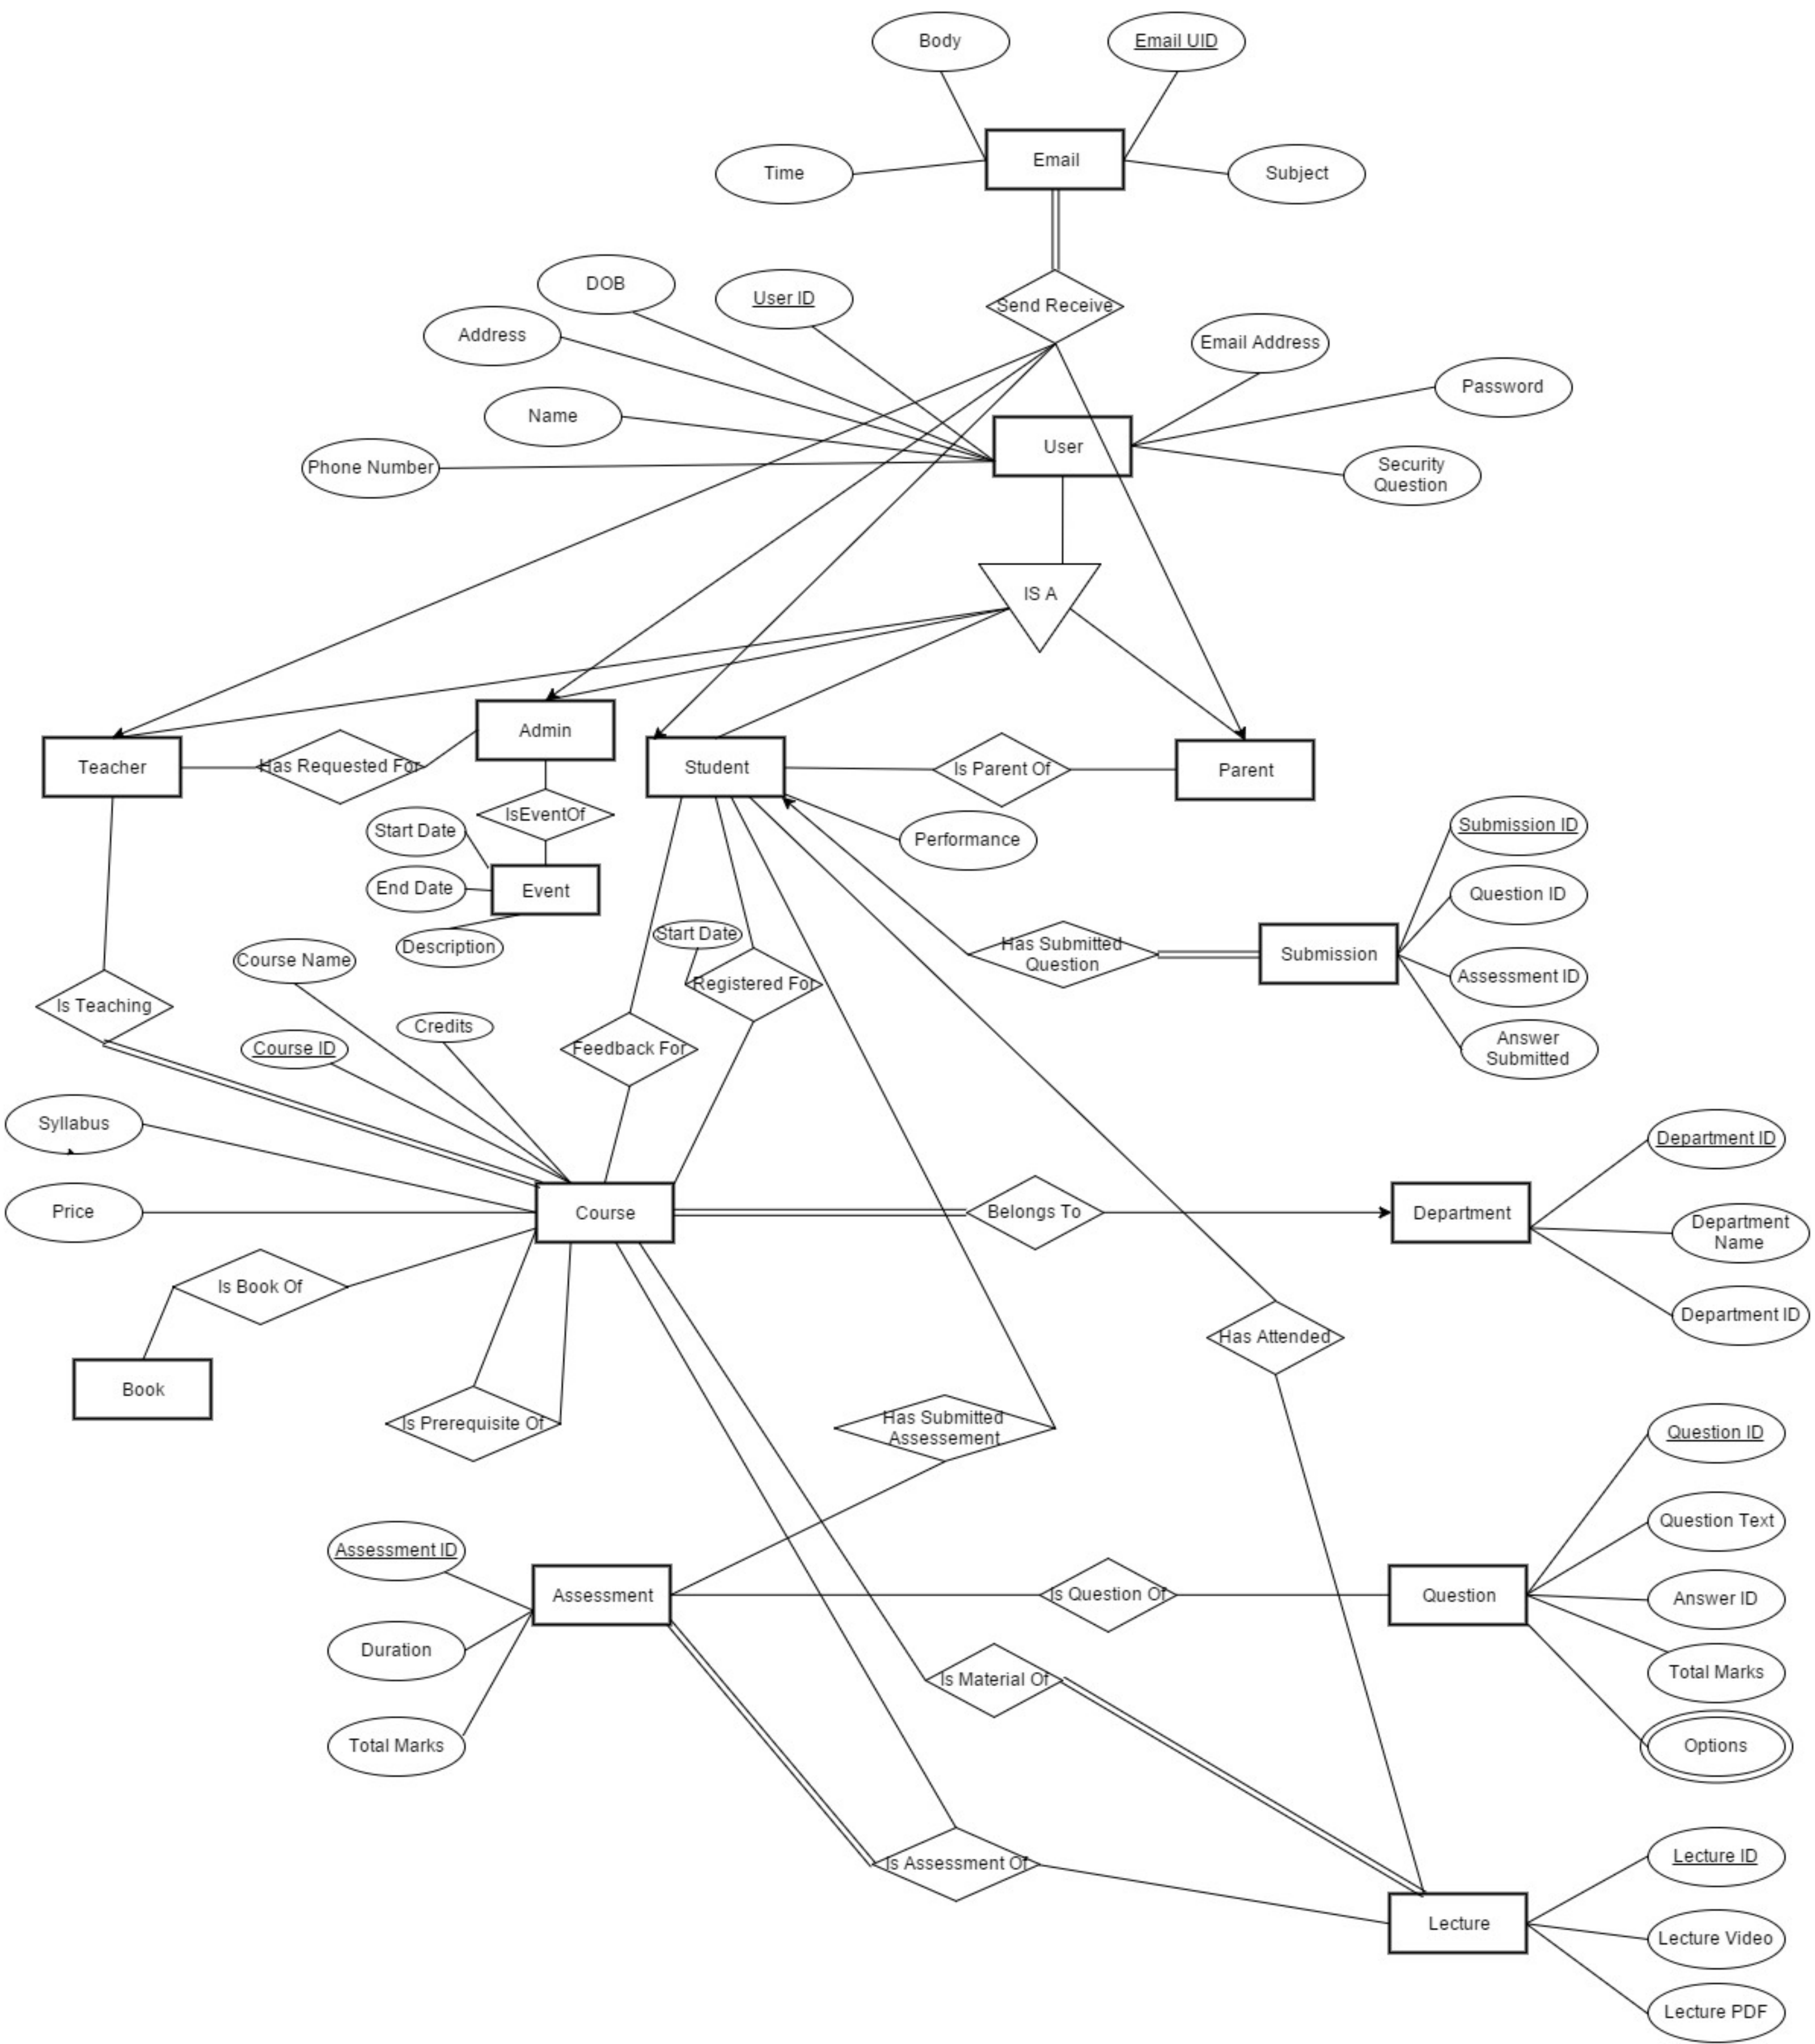 Body
Email UID
Email
Time
Subject
Send Receive
DOB
User ID
Address
Email Address
Password
Name
User
Phone Number
Security
Question
IS A
Admin
Teacher
Has Requested For
Student
Is Parent Of
Parent
IsEventOf
Start Date
Performance
Submission ID
End Date
Event
Question ID
Description
Start Date
Has Submitted
Question
Submission
Course Name
Assessment ID
Registered For
Is Teaching
Credits
Course ID
Feedback For
Answer
Submitted
Syllabus
Department ID
Price
Course
Belongs To
Department
Department
Name
Is Book Of
Department ID
Has Attended
Book
Is Prerequisite Of
Has Submitted
Assessement
Question ID
Question Text
Assessment ID
Assessment
Is Question Of
Question
Answer ID
Duration
Is Material Of
Total Marks
Total Marks
Options
Is Assessment Of
Lecture ID
Lecture
Lecture Video
Lecture PDF